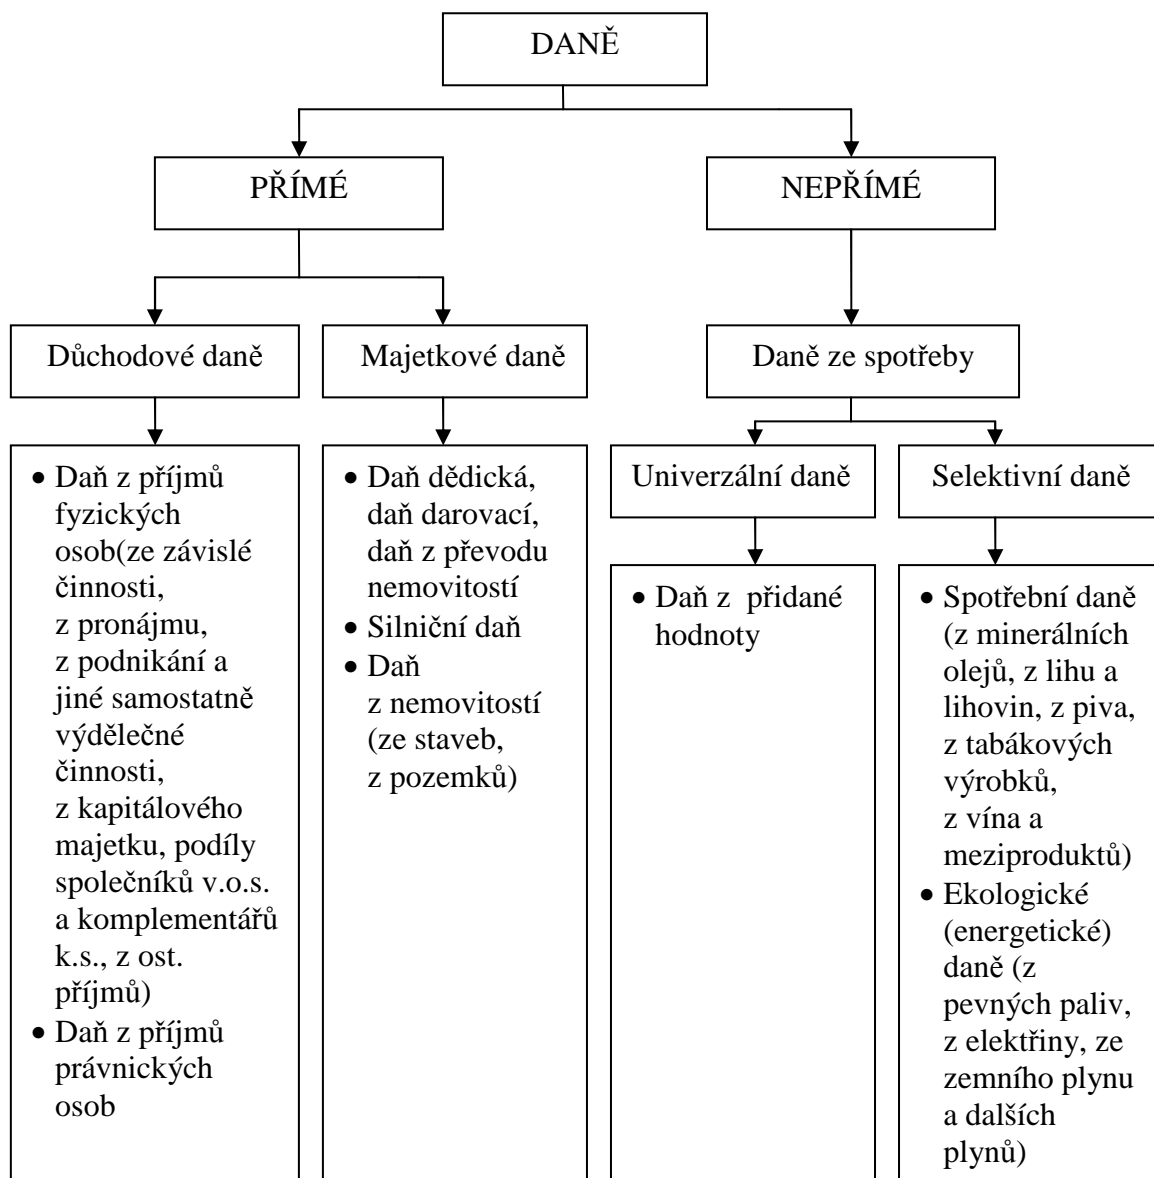 DANĚ
PŘÍMÉ
NEPŘÍMÉ
Důchodové daně
Majetkové daně
Daně ze spotřeby
• Daň z příjmů
fyzických
osob(ze závislé
činnosti,
z pronájmu,
z podnikání a
jiné samostatně
výdělečné
činnosti,
z kapitálového
majetku, podíly
společníků v.o.s.
a komplementářů
k.s., z ost.
příjmů)
• Daň z příjmů
právnických
osob
• Daň dědická,
daň darovací,
daň z převodu
nemovitostí
• Silniční daň
• Daň
z nemovitostí
(ze staveb,
z pozemků)
Univerzální daně
Selektivní daně
• Daň z přidané
hodnoty
• Spotřební daně
(z minerálních
olejů, z lihu a
lihovin, z piva,
z tabákových
výrobků,
z vína a
meziproduktů)
• Ekologické
(energetické)
daně (z
pevných paliv,
z elektřiny, ze
zemního plynu
a dalších
plynů)